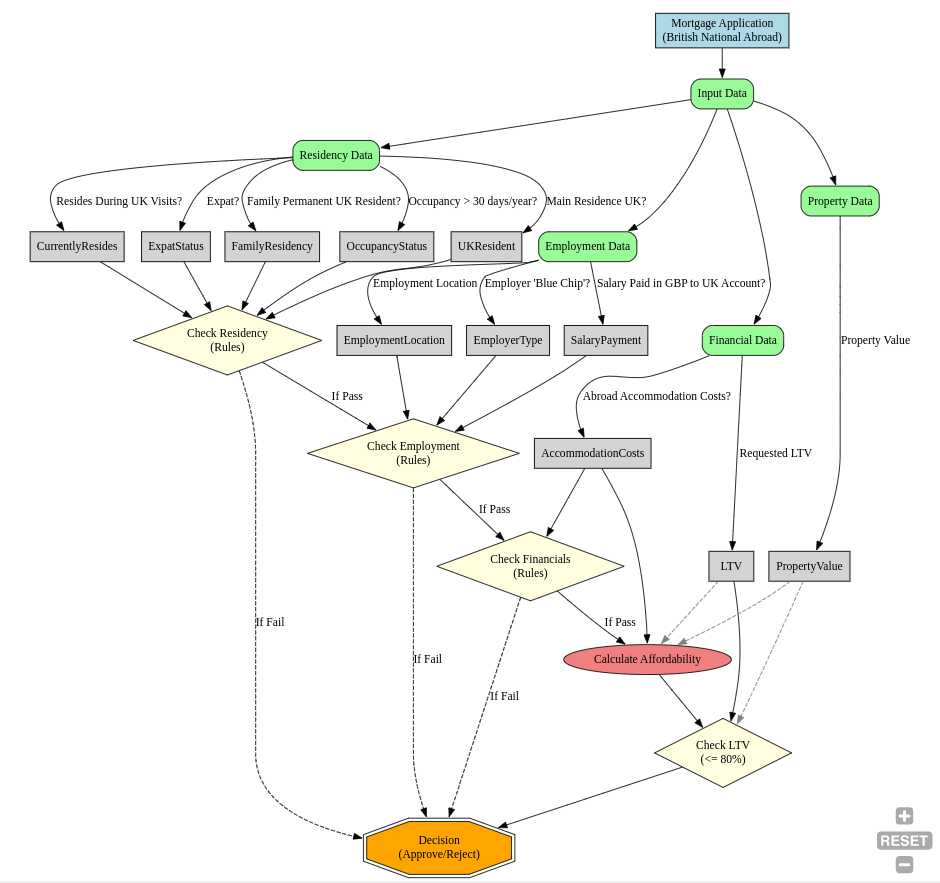 Mortgage Application
(British National Abroad)
Input Data
Residency Data
Property Data
Resides During UK Visits?
Expat?
Family Permanent UK Resident?
Occupancy > 30 days/year?
Main Residence UK?
CurrentlyResides
ExpatStatus
FamilyResidency
OccupancyStatus
UKResident
Employment Data
Employment Location
Employer 'Blue Chip'?
Salary Paid in GBP to UK Account?
Check Residency
(Rules)
EmploymentLocation
EmployerType
SalaryPayment
Financial Data
Property Value
If Pass
Abroad Accommodation Costs?
Check Employment
(Rules)
AccommodationCosts
Requested LTV
If Pass
Check Financials
(Rules)
LTV
PropertyValue
If Fail
If Pass
If Fail
Calculate Affordability
If Fail
Check LTV
(<= 80%)
Decision
(Approve/Reject)
RESET